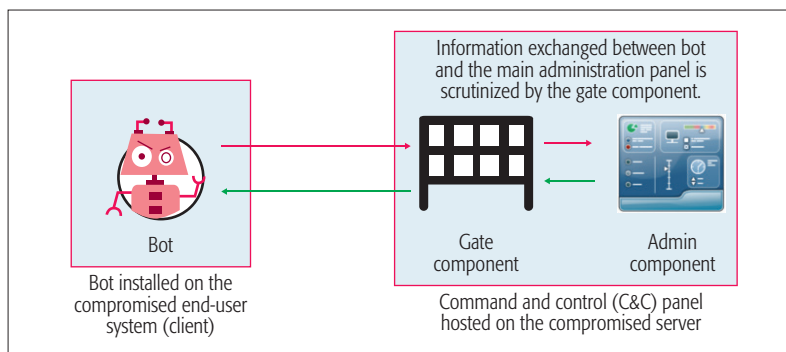 Information exchanged between bot
and the main administration panel is
scrutinized by the gate component.
Bot
Gate
component
Admin
component
Bot installed on the
compromised end-user
system (client)
Command and control (C&C) panel
hosted on the compromised server